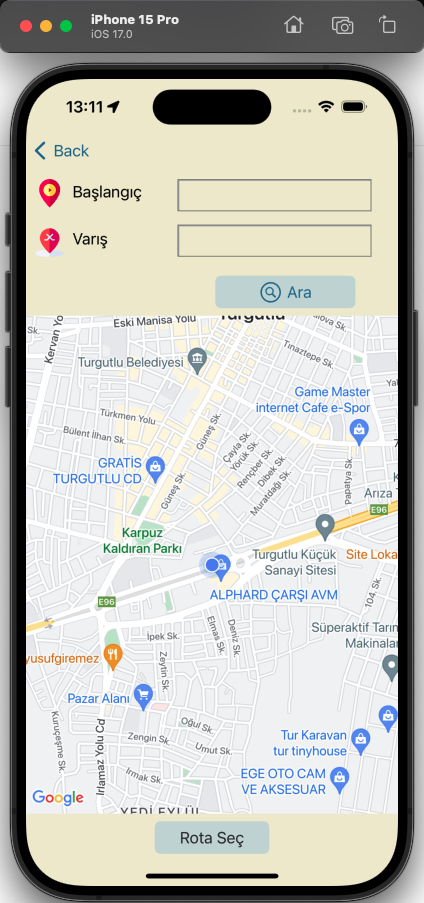 iPhone 15 Pro
iOS 17.0
13:11
Back
Başlangıç
Varış
Ara
Turgutlu
Eski Manisa Yolu
Kervan Yo
Turgutlu Belediyesi
Tınaztepe Sk.
Game Master
internet Cafe e-Spor
Türkmen Yolu
Bülent İlhan Sk.
Güneş Sk.
Çayla Sk.
Yörük Sk.
Rençber Sk.
Dibek Sk.
Muratdağı Sk.
GRATİS
TURGUTLU CD
Güneş Sk.
Arıza
E96
Karpuz
Kaldıran Parkı
Turgutlu Küçük
Sanayi Sitesi
Site Loka
ALPHARD ÇARŞI AVM
E96
104. Sk.
Elmas Sk.
Deniz Sk.
İpek Sk.
Süperaktif Tarım
Makinalar
yusufgiremez
Zeytin Sk.
Pazar Alanı
Kuruçeşme Sk.
Irlamaz Yolu Cd
Oğul Sk.
Zengin Sk.
Umut Sk.
Tur Karavan
tur tinyhouse
Irmak Sk.
EGE OTO CAM
VE AKSESUAR
Google
YEDİ EYLÜL
Rota Seç